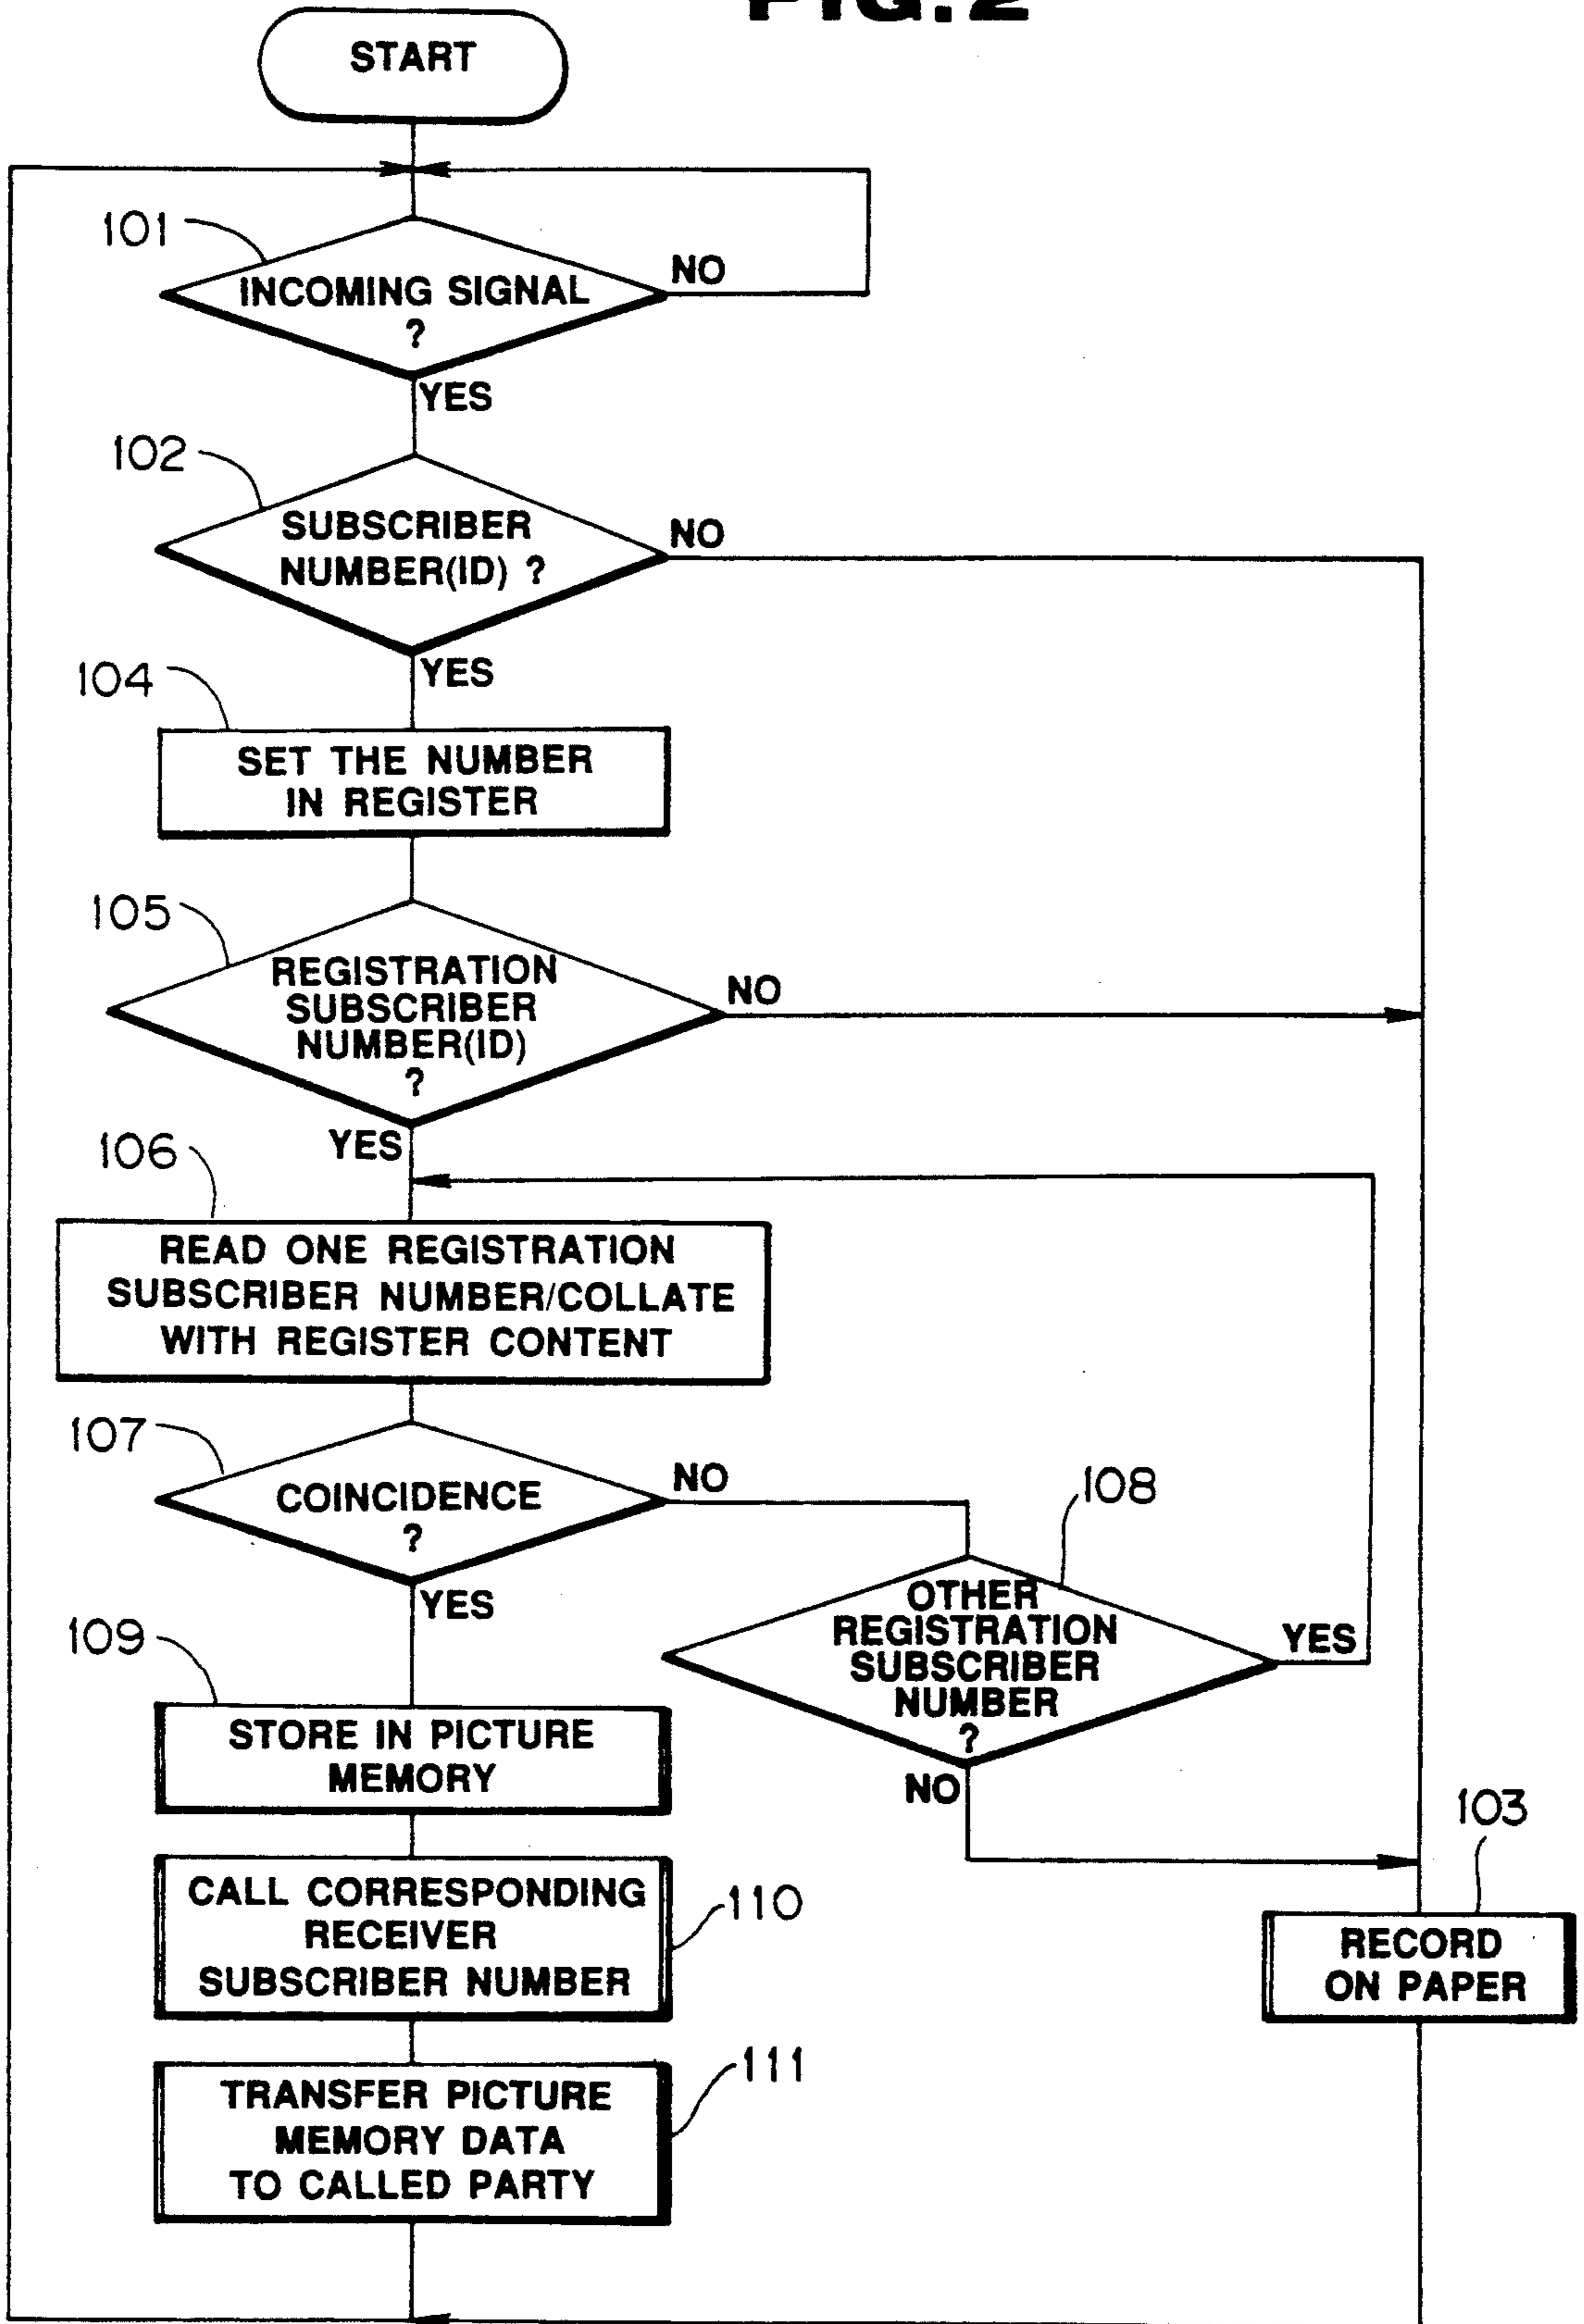 FIG.2
START
101
INCOMING SIGNAL
?
NO
YES
102
SUBSCRIBER
NUMBER(ID) ?
NO
YES
104
SET THE NUMBER
IN REGISTER
105
REGISTRATION
SUBSCRIBER
NUMBER(ID)
?
NO
YES
106
READ ONE REGISTRATION
SUBSCRIBER NUMBER/COLLATE
WITH REGISTER CONTENT
107
COINCIDENCE
?
NO
YES
108
OTHER
REGISTRATION
SUBSCRIBER
NUMBER
?
YES
NO
109
STORE IN PICTURE
MEMORY
103
RECORD
ON PAPER
CALL CORRESPONDING
RECEIVER
SUBSCRIBER NUMBER
110
TRANSFER PICTURE
MEMORY DATA
TO CALLED PARTY
111